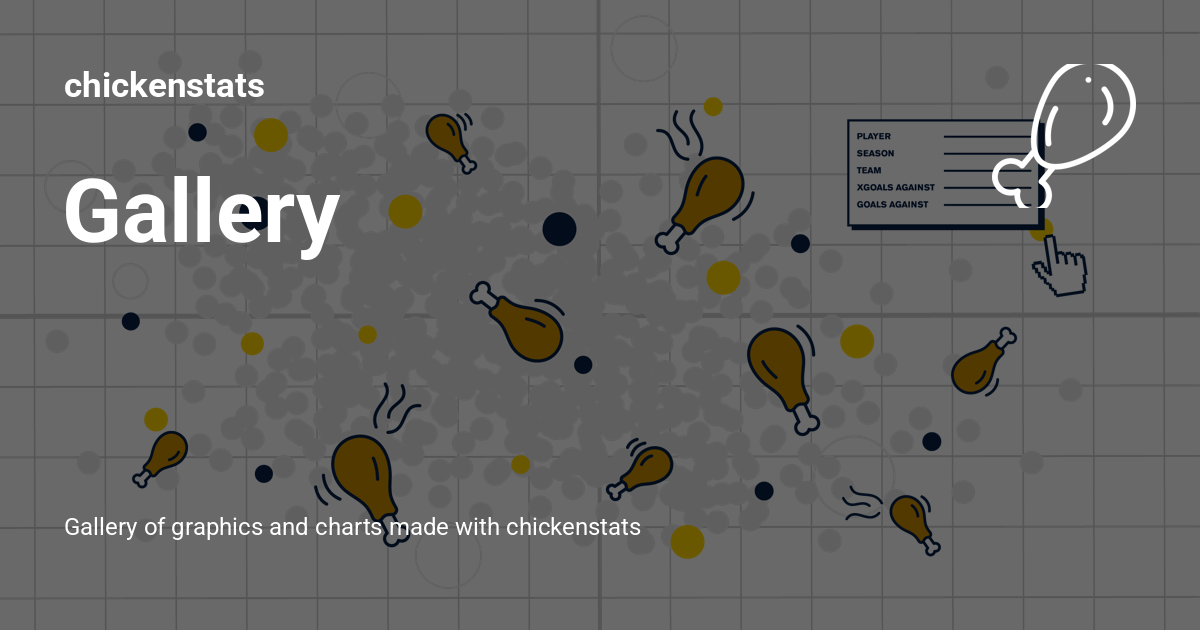 chickenstats
Gallery
PLAYER
SEASON
TEAM
XGOALS AGAINST
GOALS AGAINST
Gallery of graphics and charts made with chickenstats